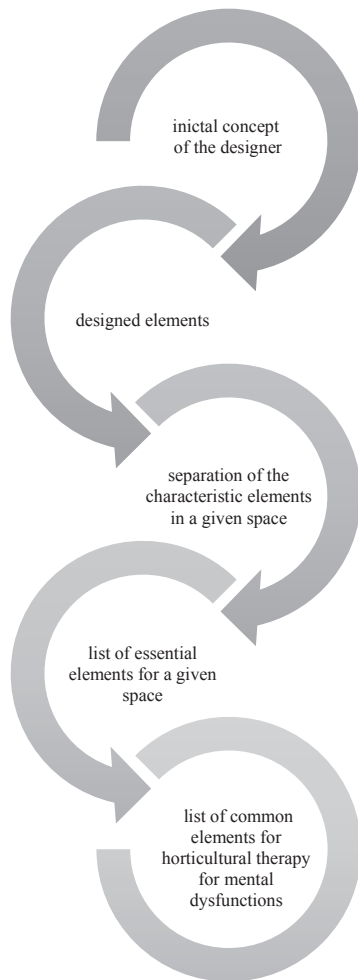 inictal concept
of the designer
designed elements
separation of the
characteristic elements
in a given space
list of essential
elements for a given
space
list of common
elements for
horticultural therapy
for mental
dysfunctions